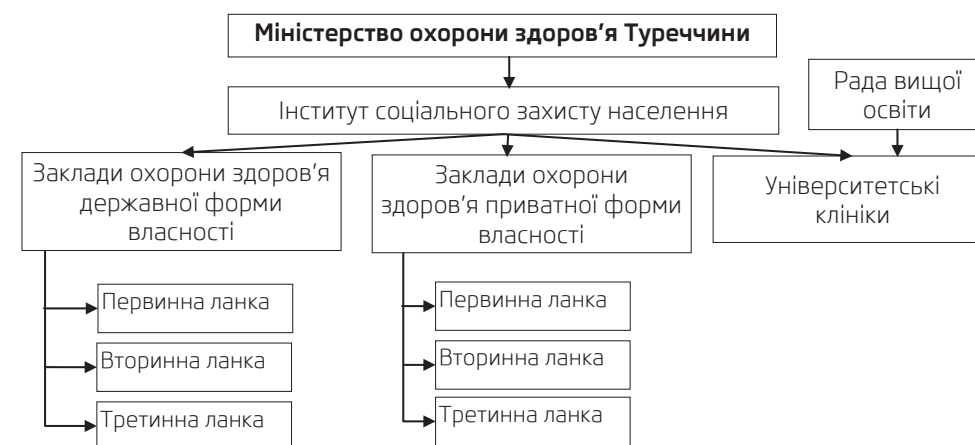 Міністерство охорони здоров'я Туреччини
Інститут соціального захисту населення
Рада вищої
освіти
Заклади охорони здоров'я
державної форми
власності
Заклади охорони
здоров'я приватної форми
власності
Університетські
клініки
Первинна ланка
Вторинна ланка
Третинна ланка
Первинна ланка
Вторинна ланка
Третинна ланка